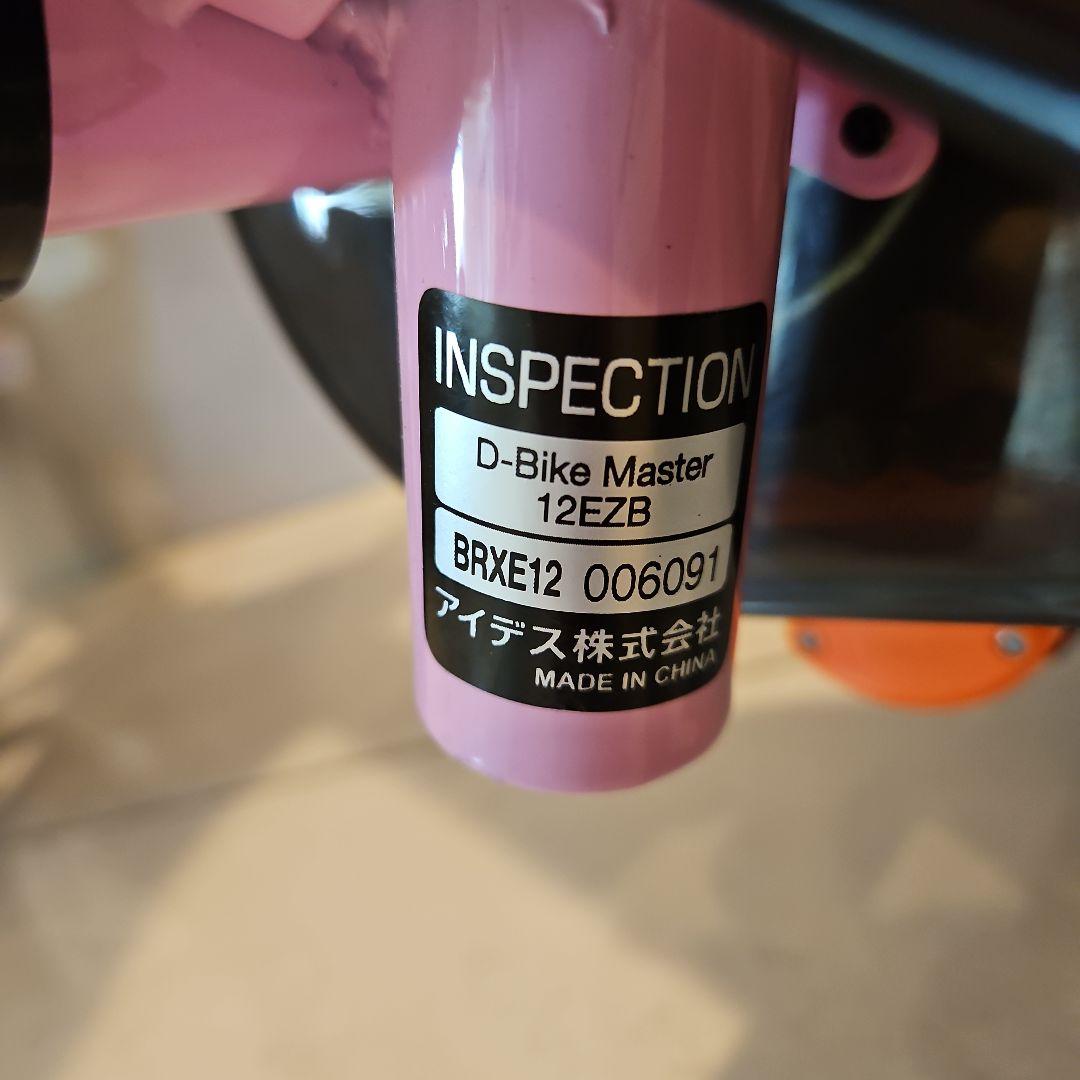 INSPECTION
D-Bike Master
12EZB
BRXE12 006091
アイデス株式会社
MADE IN CHINA